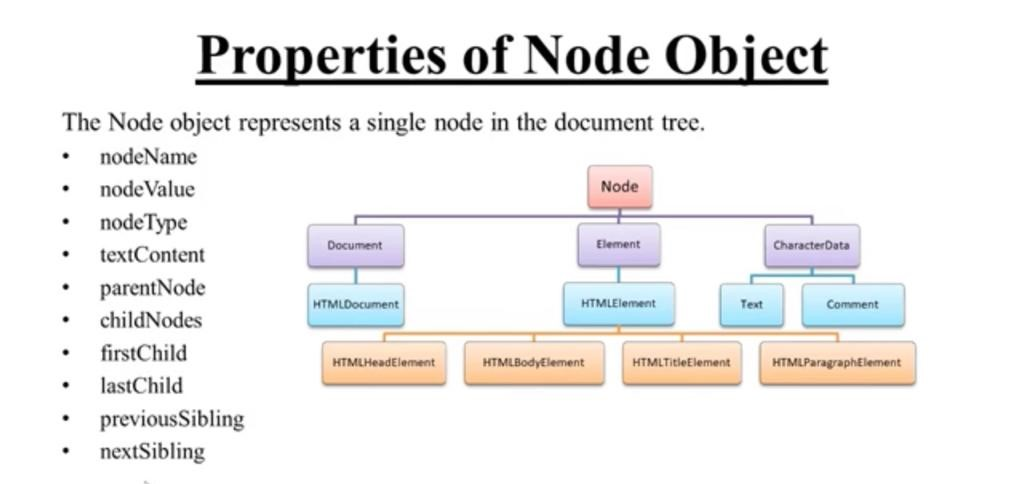 Properties of Node Object
The Node object represents a single node in the document tree.
• nodeName
• nodeValue
• nodeType
• textContent
• parentNode
• childNodes
• firstChild
• lastChild
• previousSibling
• nextSibling
Node
Document Element CharacterData
HTMLDocument HTMLElement Text Comment
HTMLHeadElement HTMLBodyElement HTMLTitleElement HTMLParagraphElement